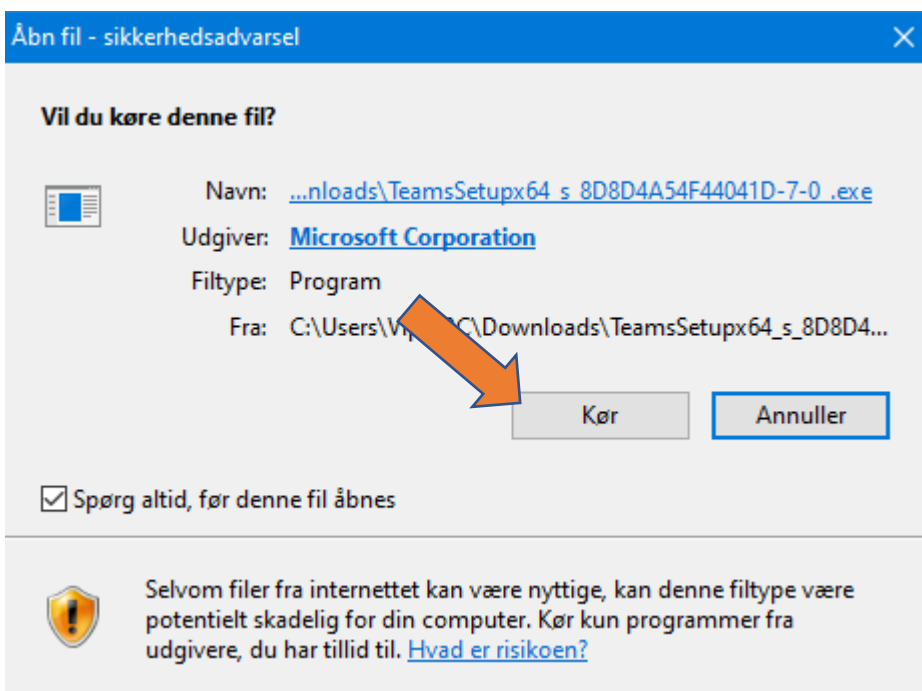 Åbn fil - sikkerhedsadvarsel
Vil du køre denne fil?
Navn: ...nloads\TeamsSetupx64_s_8D8D4A54F44041D-7-0_.exe
Udgiver: Microsoft Corporation
Filtype: Program
Fra: \Downloads\TeamsSetupx64_s_8D8D4...
Kør Annuller
Spørg altid, før denne fil åbnes
Selvom filer fra internettet kan være nyttige, kan denne filtype være
potentielt skadelig for din computer. Kør kun programmer fra
udgivere, du har tillid til. Hvad er risikoen?